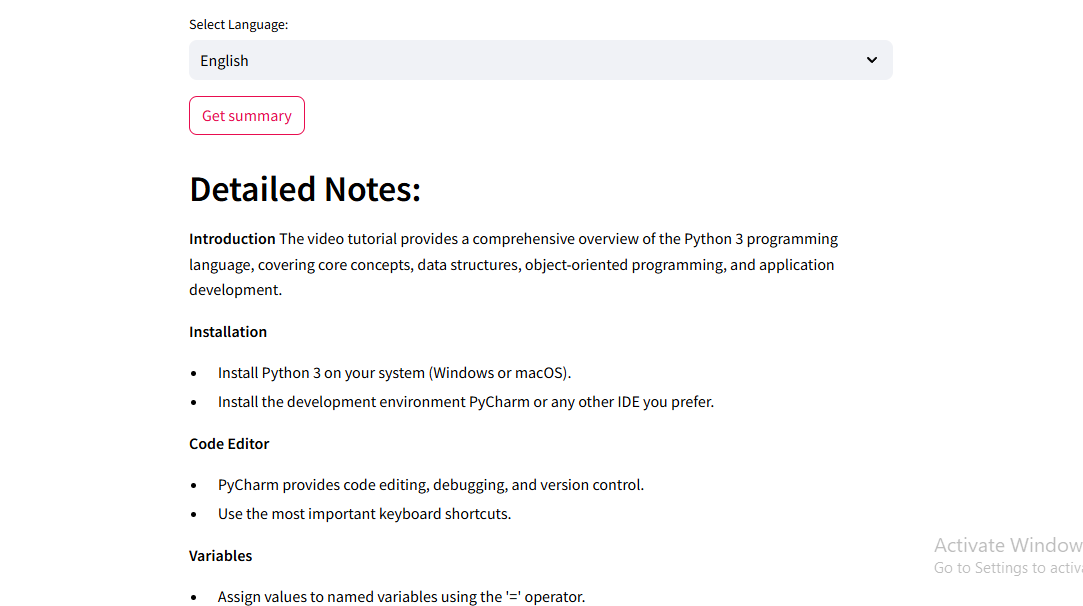 Select Language:
English
Get summary
Detailed Notes:
Introduction The video tutorial provides a comprehensive overview of the Python 3 programming
language, covering core concepts, data structures, object-oriented programming, and application
development.
Installation
• Install Python 3 on your system (Windows or macOS).
• Install the development environment PyCharm or any other IDE you prefer.
Code Editor
• PyCharm provides code editing, debugging, and version control.
• Use the most important keyboard shortcuts.
Variables
• Assign values to named variables using the '=' operator.
Activate Window
Go to Settings to activa